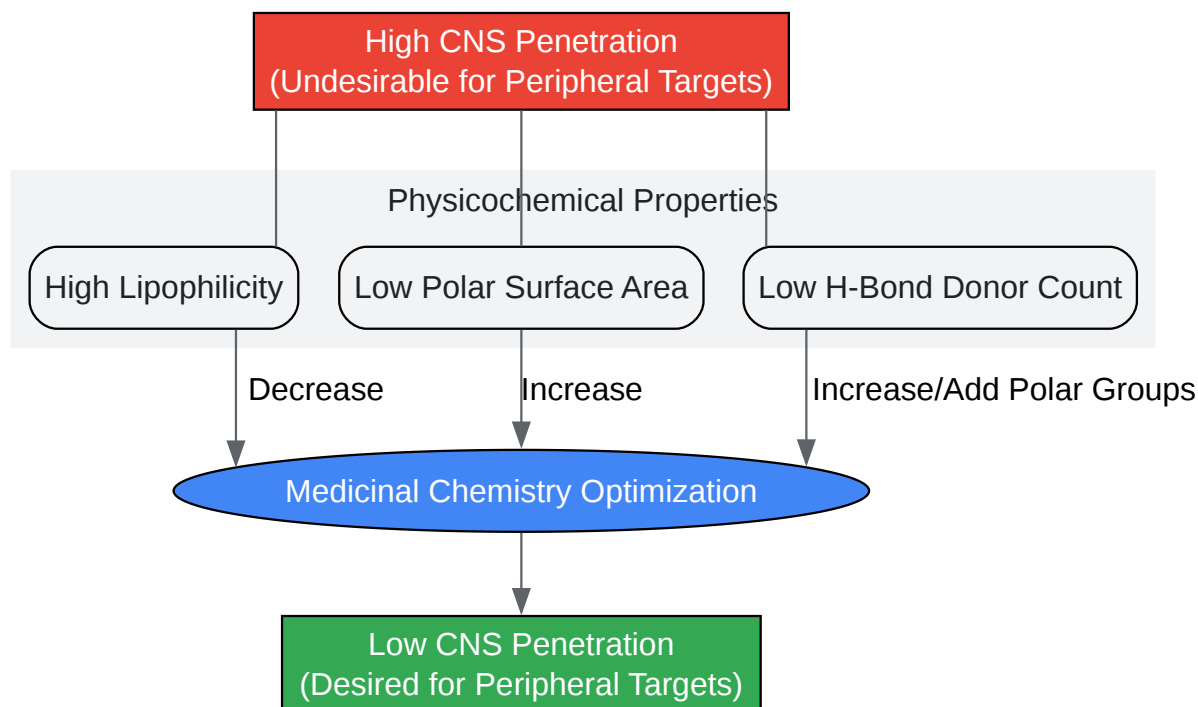 High CNS Penetration
(Undesirable for Peripheral Targets)
Physicochemical Properties
High Lipophilicity
Low Polar Surface Area
Low H-Bond Donor Count
Decrease
Increase
Increase/Add Polar Groups
Medicinal Chemistry Optimization
Low CNS Penetration
(Desired for Peripheral Targets)